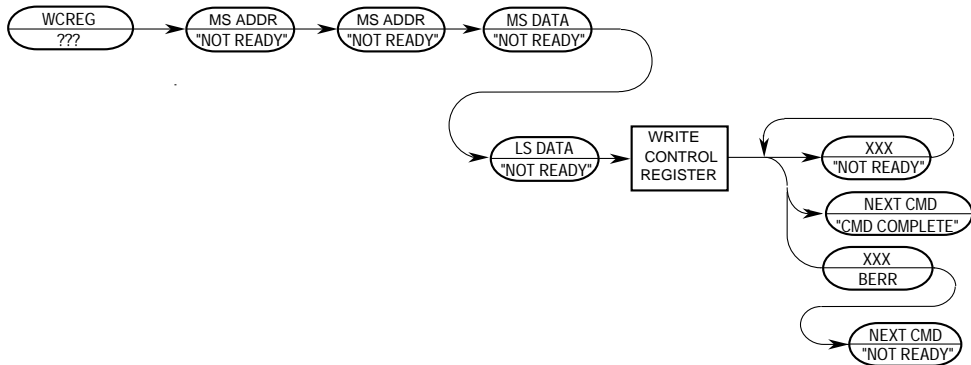 WCREG
???
MS ADDR
"NOT READY"
MS ADDR
"NOT READY"
MS DATA
"NOT READY"
LS DATA
"NOT READY"
WRITE
CONTROL
REGISTER
XXX
"NOT READY"
NEXT CMD
"CMD COMPLETE"
XXX
BERR
NEXT CMD
"NOT READY"